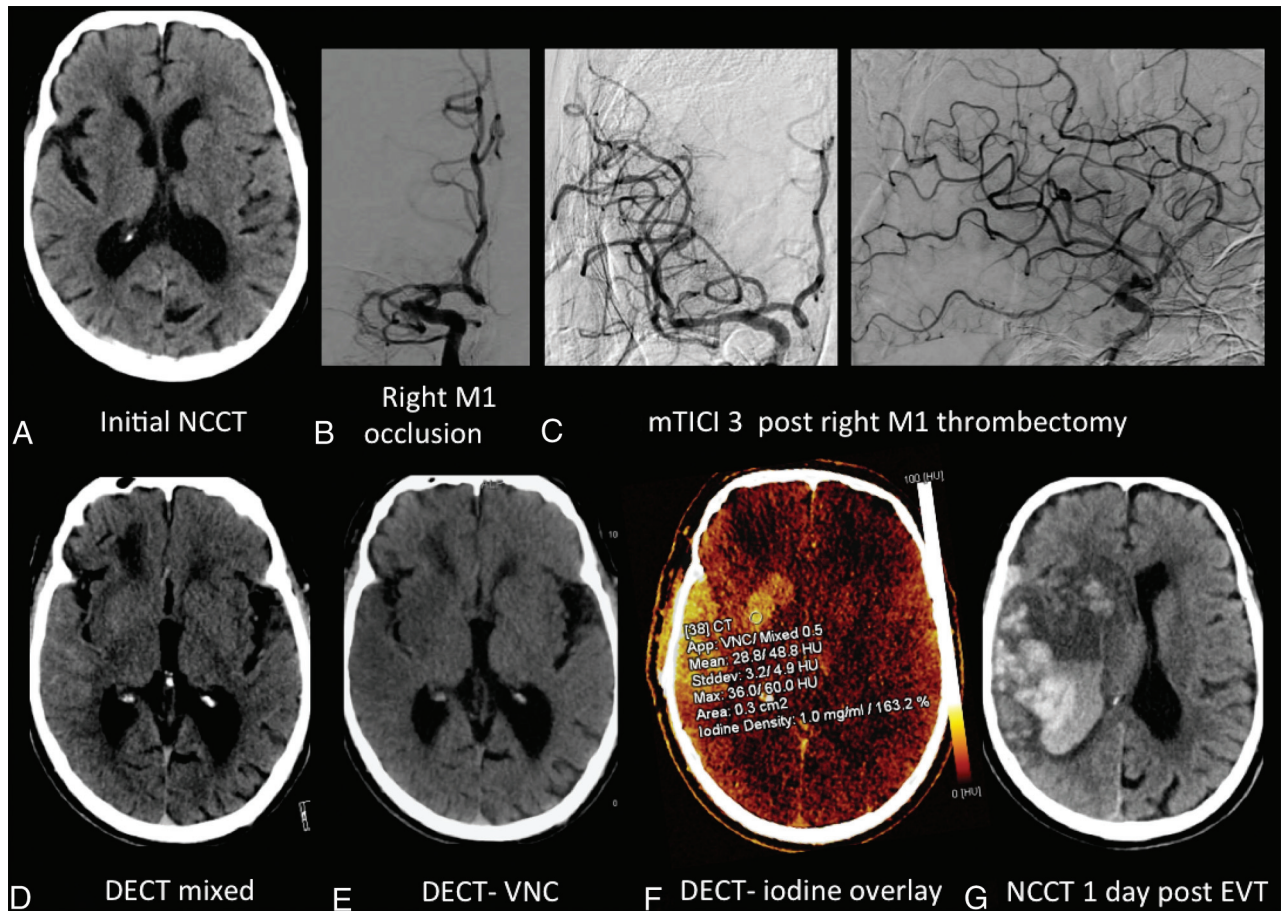 A
Initial NCCT
B
Right M1
occlusion
C
mTICI 3 post right M1 thrombectomy
100 [HU]
10
0
[38] CT
App: VNC/ Mixed 0.5
Mean: 28.8/ 48.8 HU
Stddev: 3.2/ 4.9 HU
Max: 36.0/ 60.0 HU
Area: 0.3 cm2
Iodine Density: 1.0 mg/ml / 163.2 %
0 [HU]
D
DECT mixed
E
DECT- VNC
F
DECT- iodine overlay
G
NCCT 1 day post EVT